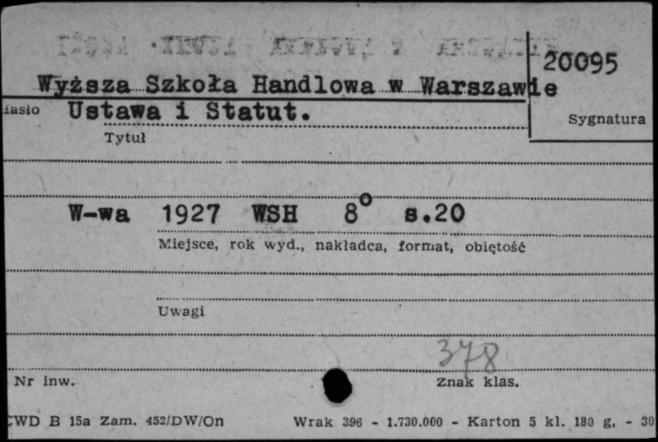 20095
Wyższa Szkoła Handlowa w Warszawie
iasło Ustawa i Statut.
Sygnatura
Tytuł
W-wa 1927 WSH 8° s.20
Miejsce, rok wyd., nakładca, format, objętość
Uwagi
378
Nr inw. Znak klas.
CWD B 15a Zam. 452/DW/On Wrak 396 - 1.730.000 - Karton 5 kl. 180 g. - 30